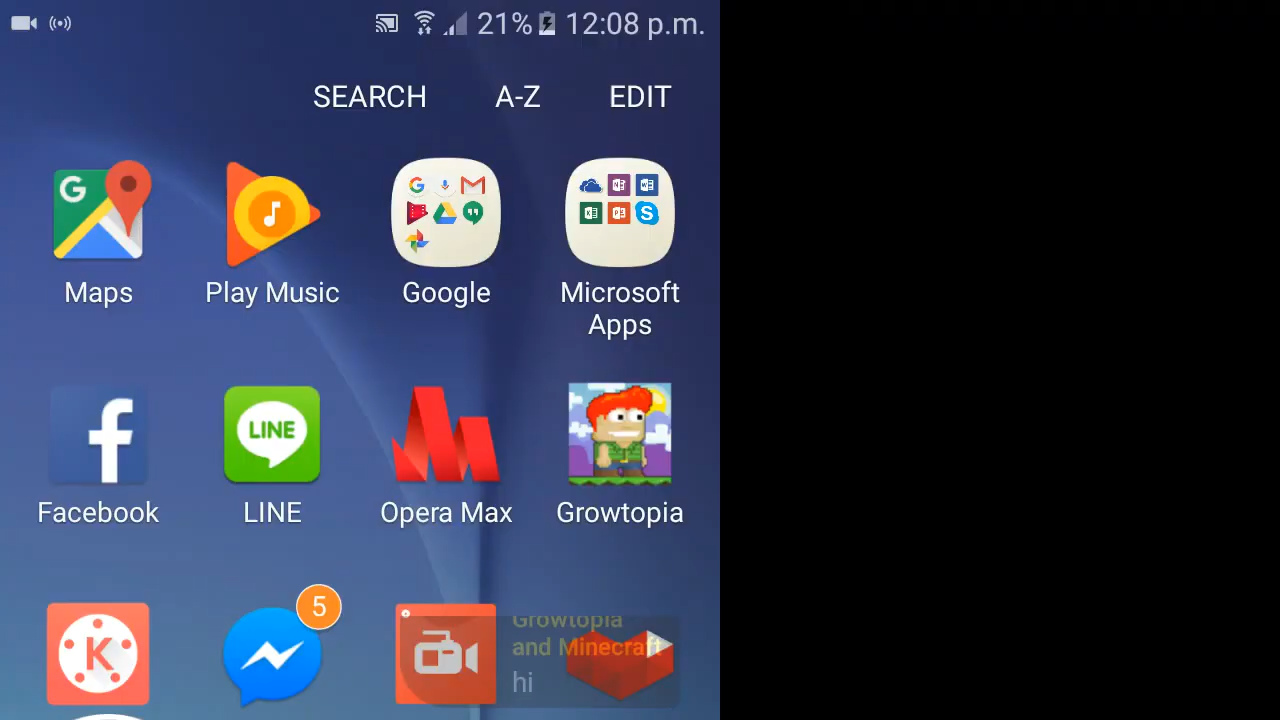 21% 12:08 p.m.
SEARCH A-Z EDIT
G
Maps Play Music Google Microsoft
Apps
LINE
Facebook LINE Opera Max Growtopia
5
K
Growtopia
and Minecraft
hi